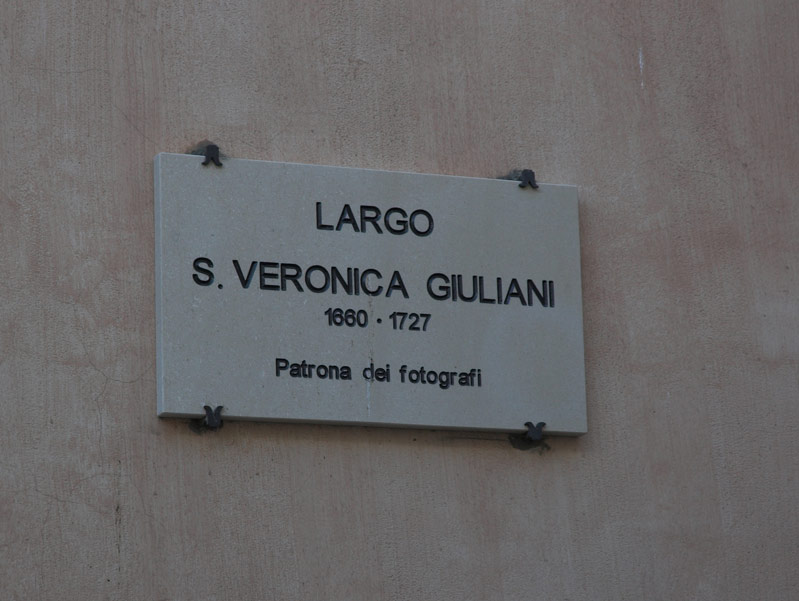 LARGO
S. VERONICA GIULIANI
1660 · 1727
Patrona dei fotografi